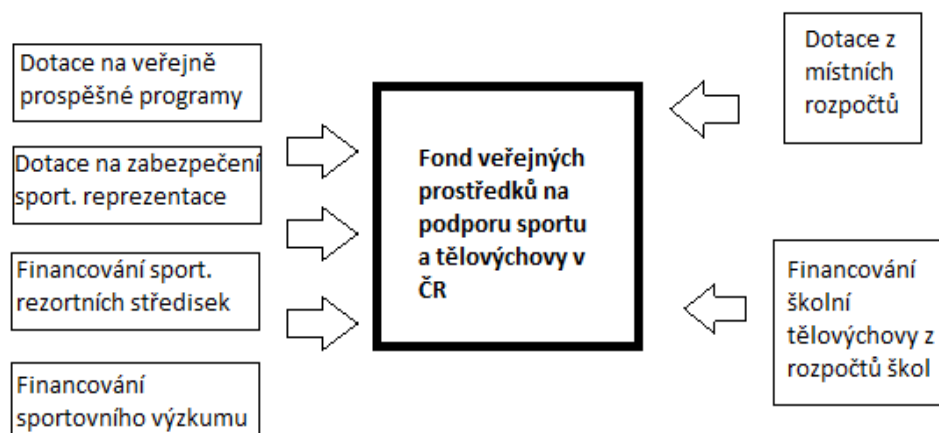 Dotace na veřejně
prospěšné programy
Dotace na zabezpečení
sport. reprezentace
Financování sport.
rezortních středisek
Financování
sportovního výzkumu
Fond veřejných
prostředků na
podporu sportu
a tělovýchovy v
ČR
Dotace z
místních
rozpočtů
Financování
školní
tělovýchovy z
rozpočtů škol